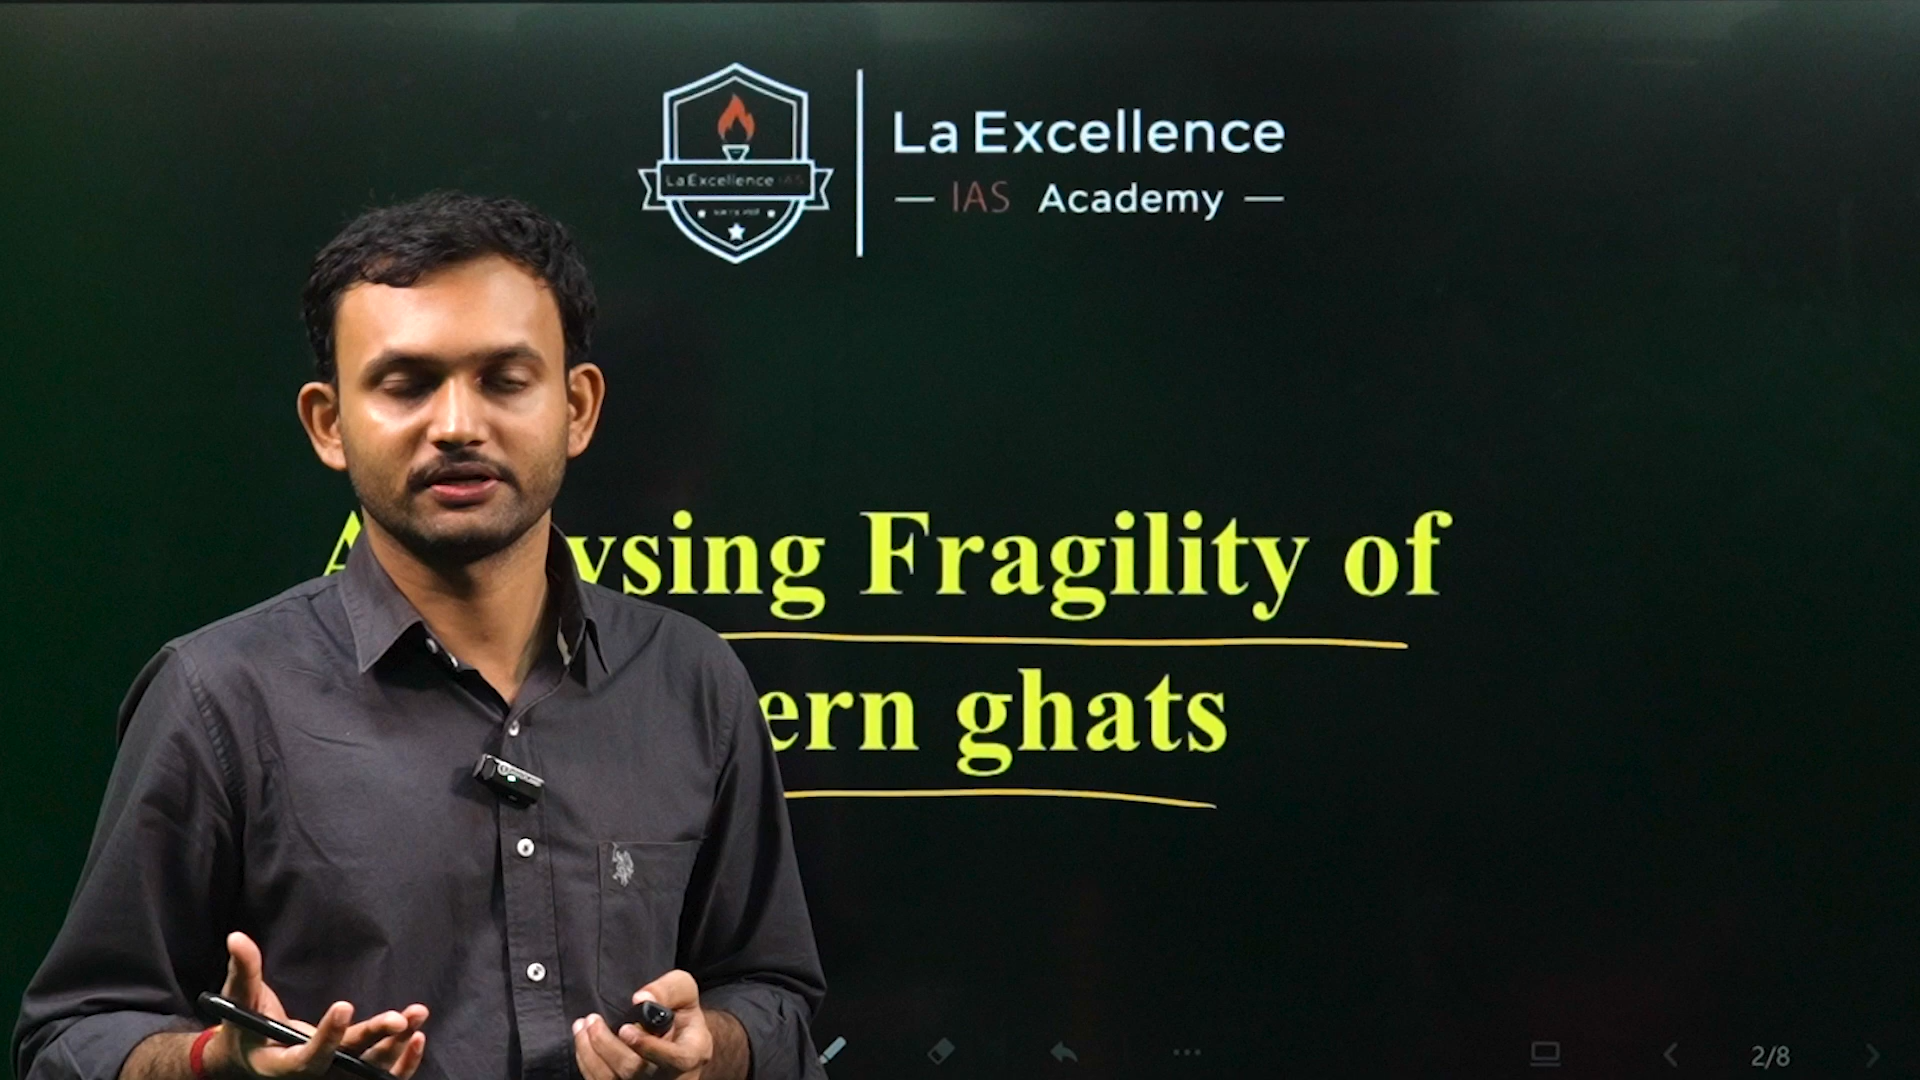 La Excellence
IAS Academy
La Excellence IAS
ysing Fragility of
ern ghats
2/8